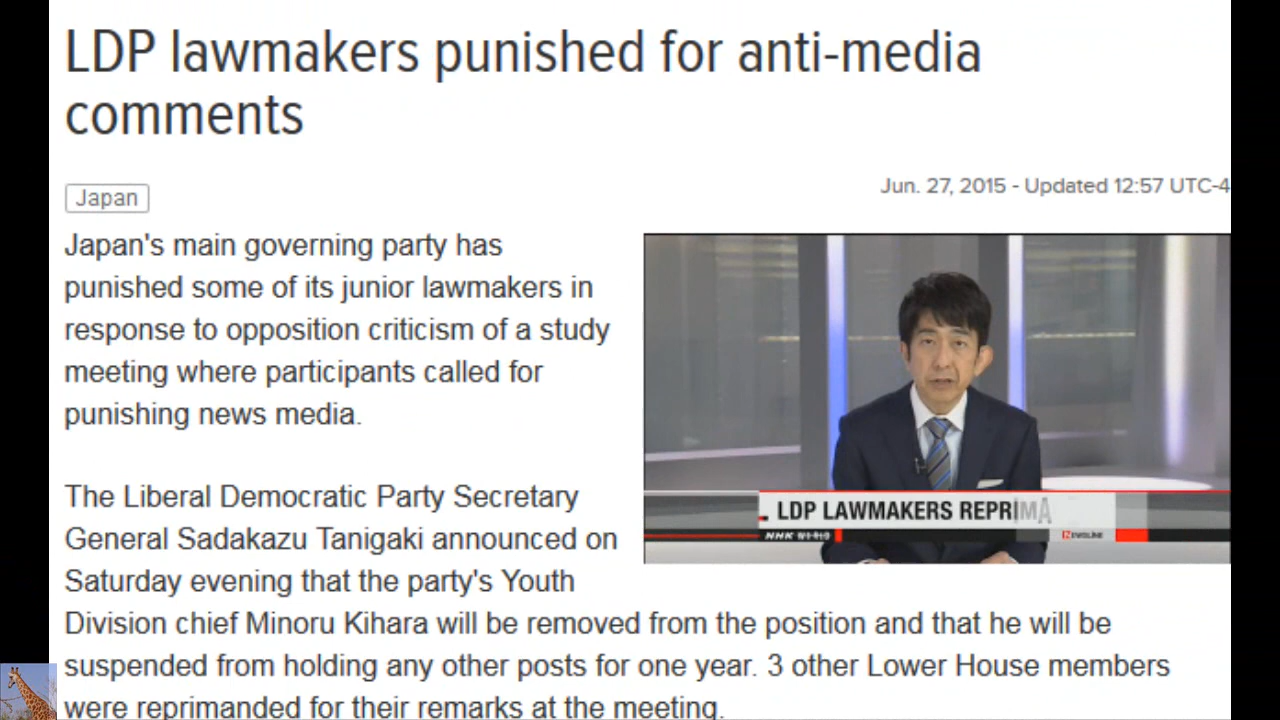 LDP lawmakers punished for anti-media
comments
Japan
Jun. 27, 2015 - Updated 12:57 UTC-4
Japan's main governing party has
punished some of its junior lawmakers in
response to opposition criticism of a study
meeting where participants called for
punishing news media.
LDP LAWMAKERS REPRIMA
NHK WORLD
NEWSLINE
The Liberal Democratic Party Secretary
General Sadakazu Tanigaki announced on
Saturday evening that the party's Youth
Division chief Minoru Kihara will be removed from the position and that he will be
suspended from holding any other posts for one year. 3 other Lower House members
were reprimanded for their remarks at the meeting.